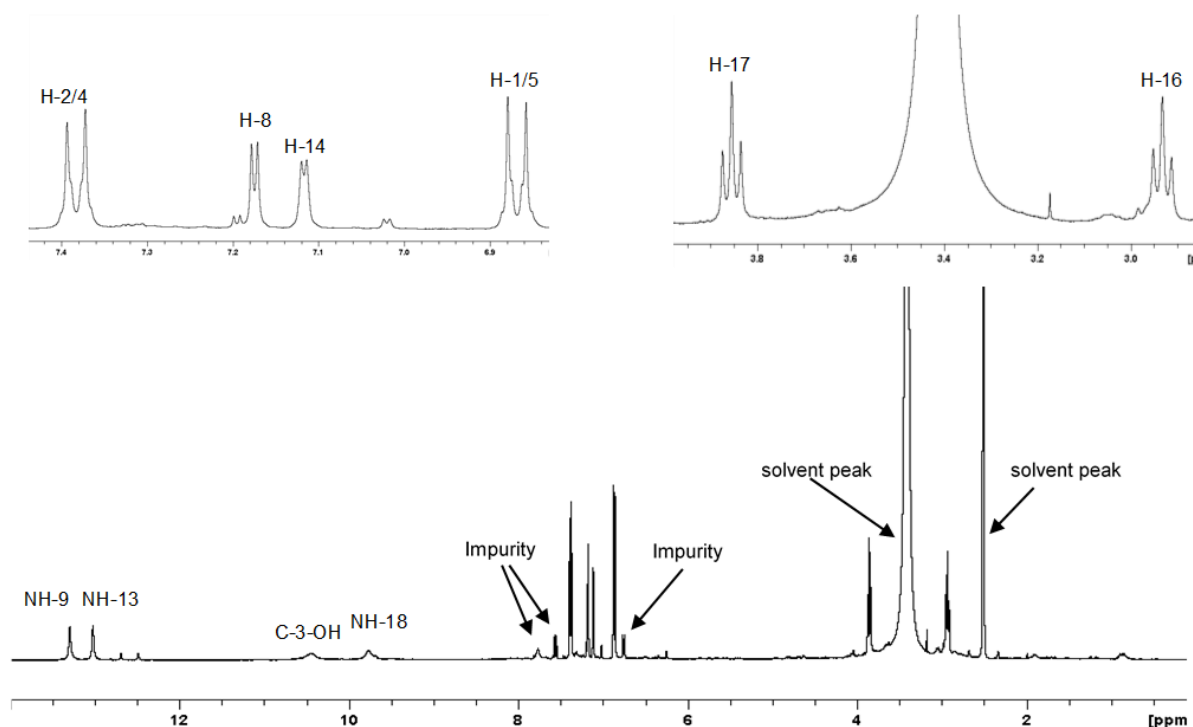 H-2/4
H-8
H-14
H-1/5
7.4 7.3 7.2 7.1 7.0 6.9
H-17
H-16
3.8 3.6 3.4 3.2 3.0
solvent peak
solvent peak
Impurity
Impurity
NH-9 NH-13
C-3-OH
NH-18
12 10 8 6 4 2 [ppm